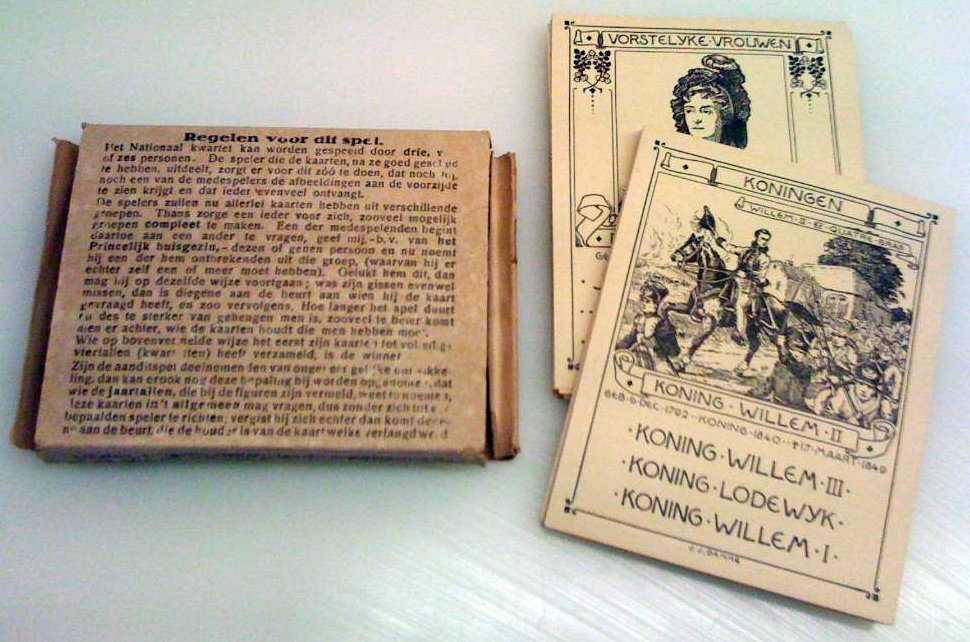 Regelen voor dit spel.
Het Nationaal kwartet kan worden gespeeld door drie,
of zes personen. De speler die de kaarten, na ze goed
te hebben, uitdeelt, zorgt er voor dit zóó te doen, dat noch hij,
noch een van de medespelers de afbeeldingen aan de voorzijde
te zien krijgt en dat ieder evenveel ontvangt.
De spelers zullen nu allerlei kaarten hebben uit verschillende
groepen. Thans zorge een ieder voor zich, zooveel mogelijk
groepen compleet te maken. Een der medespelenden begint
daartoe aan een ander te vragen, geef mij, - b.v. van het
Princelijk huisgezin, - dezen of genen persoon en nu noemt
hij een der hem ontbrekenden uit die groep, (waarvan hij er
echter zelf een of meer moet hebben). Gelukt hem dit, dan
mag hij op dezelfde wijze voortgaan; was zijn gissen evenwel
missen, dan is diegene aan de beurt aan wien hij de kaart
gevraagd heeft, en zoo vervolgens. Hoe langer het spel duurt
en des te sterker van geheugen men is, zooveel te beter komt
men er achter, wie de kaarten houdt die men hebben moet.
Wie op bovenvermelde wijze het eerst zijn kaarten tot
viertallen heeft verzameld, is de winner
Zijn de aan dit spel deelnemenden van
dan kan er ook nog deze bepaling bij worden dat
wie de jaartallen, die bij de figuren zijn vermeld, weet
deze kaarten in 't allgemeen mag vragen, dus zonder zich tot
bepaalden speler te richten; vergist hij zich echter dan komt
aan de beurt, die de houder is van de kaart welke verlangd werd
VORSTELYKE·VROUWEN
KONINGEN
WILLEM·II·BY·QUATRE·BRAS
KONING·WILLEM·II
GEB·6·DEC·1792·KONING·1840·†17·MAART·1849
·KONING·WILLEM·III·
·KONING·LODEWYK·
·KONING·WILLEM·I·